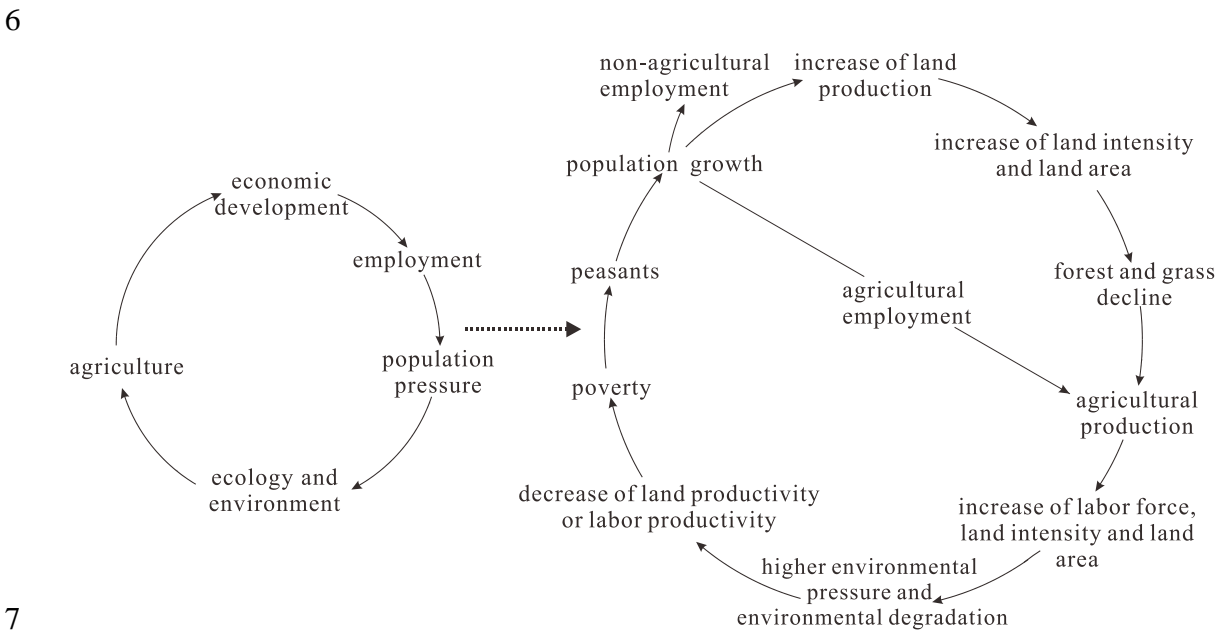 6
non-agricultural
employment
increase of land
production
increase of land intensity
and land area
population growth
economic
development
employment
peasants
forest and grass
decline
agricultural
employment
agriculture
population
pressure
poverty
agricultural
production
ecology and
environment
decrease of land productivity
or labor productivity
increase of labor force,
land intensity and land
area
higher environmental
pressure and
environmental degradation
7